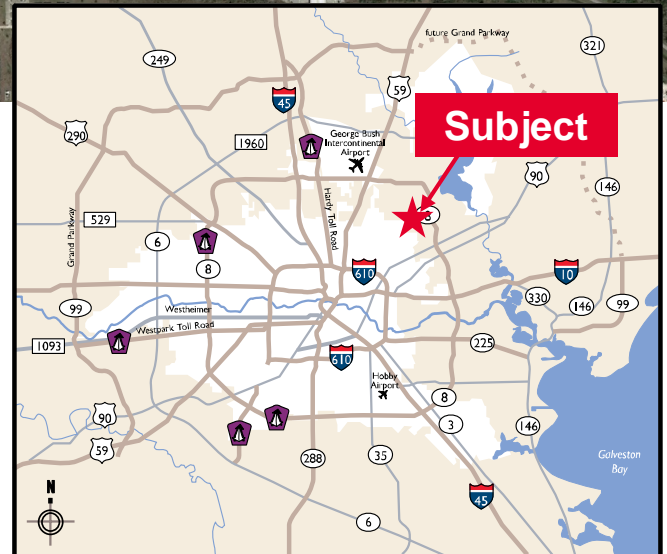 future Grand Parkway
321
249
59
45
Subject
290
1960
George Bush
Intercontinental
Airport
90
146
Hardy Toll Road
529
Grand Parkway
6
8
8
610
10
99
330
146
99
Westheimer
Westpark Toll Road
1093
225
610
Hobby
Airport
8
3
90
59
288
35
146
Galveston
Bay
N
45
6
6